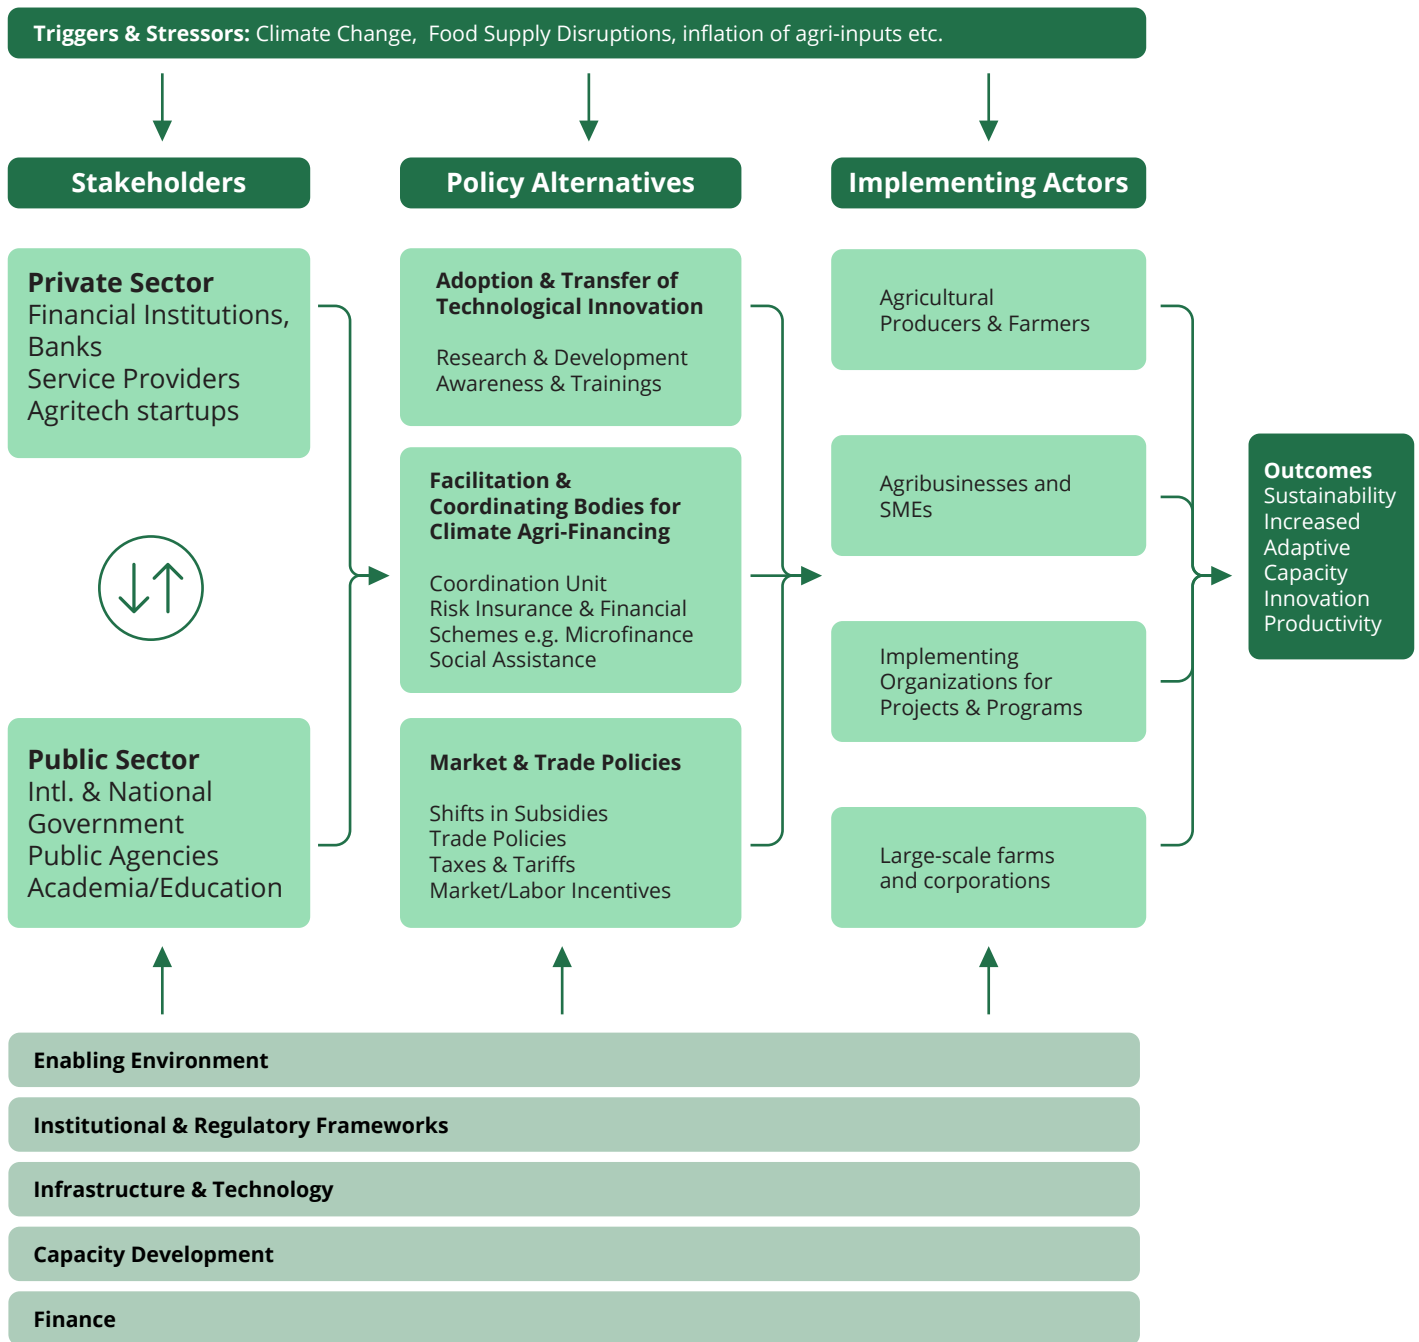 Triggers & Stressors: Climate Change,  Food Supply Disruptions, inflation of agri-inputs etc.
Stakeholders
Private Sector
Financial Institutions,
Banks
Service Providers
Agritech startups
Public Sector
Intl. & National
Government
Public Agencies
Academia/Education
Policy Alternatives
Adoption & Transfer of
Technological Innovation
Research & Development
Awareness & Trainings
Facilitation &
Coordinating Bodies for
Climate Agri-Financing
Coordination Unit
Risk Insurance & Financial
Schemes e.g. Microfinance
Social Assistance
Market & Trade Policies
Shifts in Subsidies
Trade Policies
Taxes & Tariffs
Market/Labor Incentives
Implementing Actors
Agricultural
Producers & Farmers
Agribusinesses and
SMEs
Implementing
Organizations for
Projects & Programs
Large-scale farms
and corporations
Outcomes
Sustainability
Increased
Adaptive
Capacity
Innovation
Productivity
Enabling Environment
Institutional & Regulatory Frameworks
Infrastructure & Technology
Capacity Development
Finance